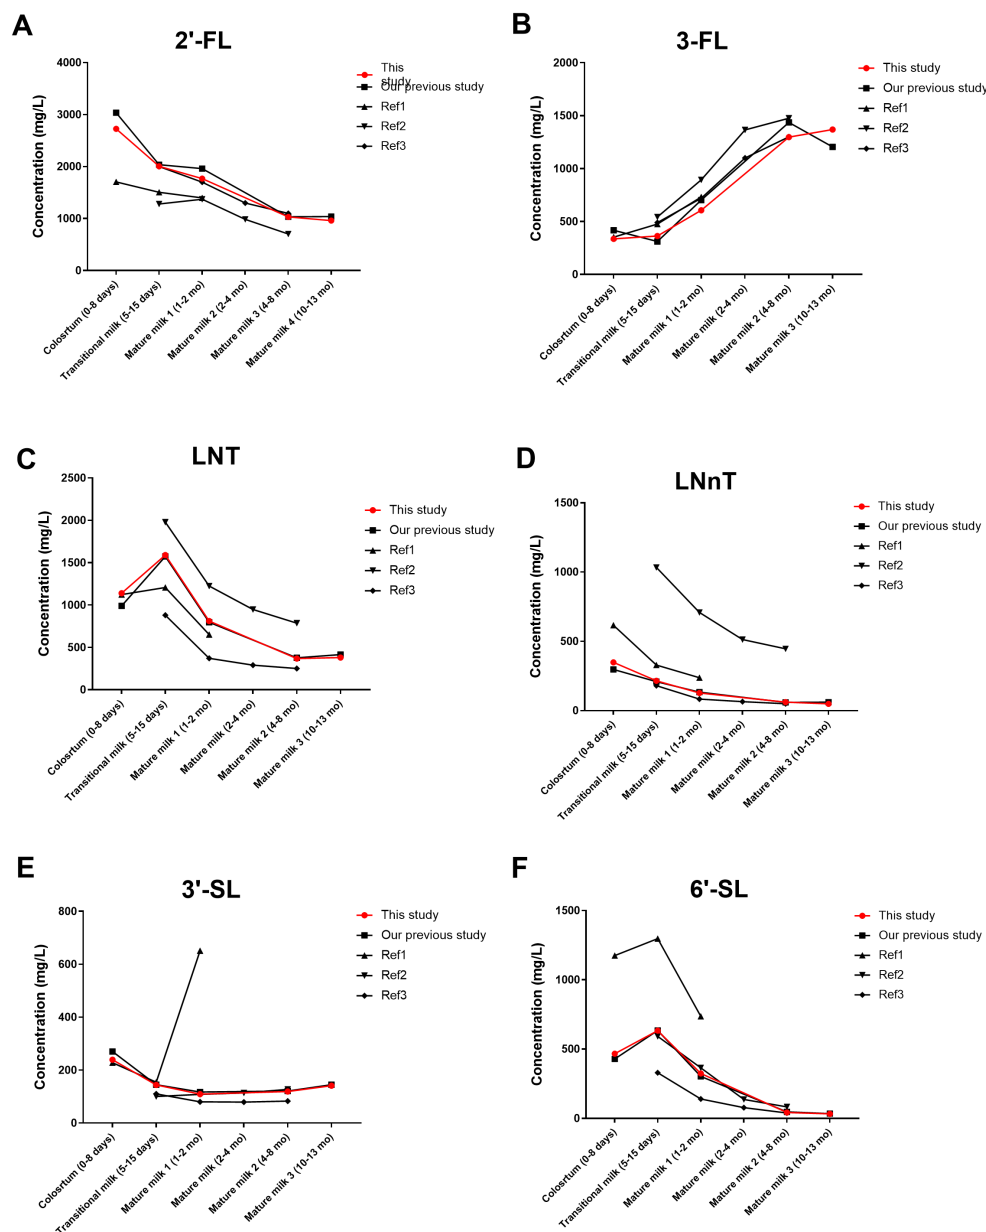 A
2'-FL
Concentration (mg/L)
4000
3000
2000
1000
0
This
study
Our previous study
Ref1
Ref2
Ref3
Colosrtum (0-8 days)
Transitional milk (5-15 days)
Mature milk 1 (1-2 mo)
Mature milk 2 (2-4 mo)
Mature milk 3 (4-8 mo)
Mature milk 4 (10-13 mo)
B
3-FL
Concentration (mg/L)
2000
1500
1000
500
0
This study
Our previous study
Ref1
Ref2
Ref3
Colosrtum (0-8 days)
Transitional milk (5-15 days)
Mature milk 1 (1-2 mo)
Mature milk (2-4 mo)
Mature milk 2 (4-8 mo)
Mature milk 3 (10-13 mo)
C
LNT
Concentration (mg/L)
2500
2000
1500
1000
500
0
This study
Our previous study
Ref1
Ref2
Ref3
Colosrtum (0-8 days)
Transitional milk (5-15 days)
Mature milk 1 (1-2 mo)
Mature milk (2-4 mo)
Mature milk 2 (4-8 mo)
Mature milk 3 (10-13 mo)
D
LNnT
Concentration (mg/L)
1500
1000
500
0
This study
Our previous study
Ref1
Ref2
Ref3
Colosrtum (0-8 days)
Transitional milk (5-15 days)
Mature milk 1 (1-2 mo)
Mature milk (2-4 mo)
Mature milk 2 (4-8 mo)
Mature milk 3 (10-13 mo)
E
3'-SL
Concentration (mg/L)
800
600
400
200
0
This study
Our previous study
Ref1
Ref2
Ref3
Colosrtum (0-8 days)
Transitional milk (5-15 days)
Mature milk 1 (1-2 mo)
Mature milk (2-4 mo)
Mature milk 2 (4-8 mo)
Mature milk 3 (10-13 mo)
F
6'-SL
Concentration (mg/L)
1500
1000
500
0
This study
Our previous study
Ref1
Ref2
Ref3
Colosrtum (0-8 days)
Transitional milk (5-15 days)
Mature milk 1 (1-2 mo)
Mature milk (2-4 mo)
Mature milk 2 (4-8 mo)
Mature milk 3 (10-13 mo)